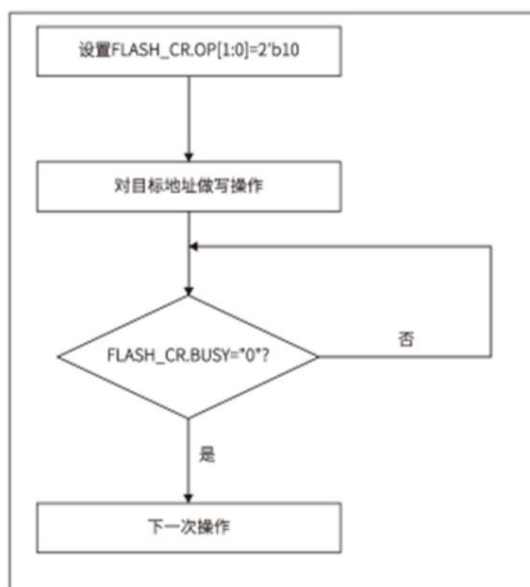 设置FLASH_CR.OP[1:0]=2'b10
对目标地址做写操作
FLASH_CR.BUSY="0"?
否
是
下一次操作